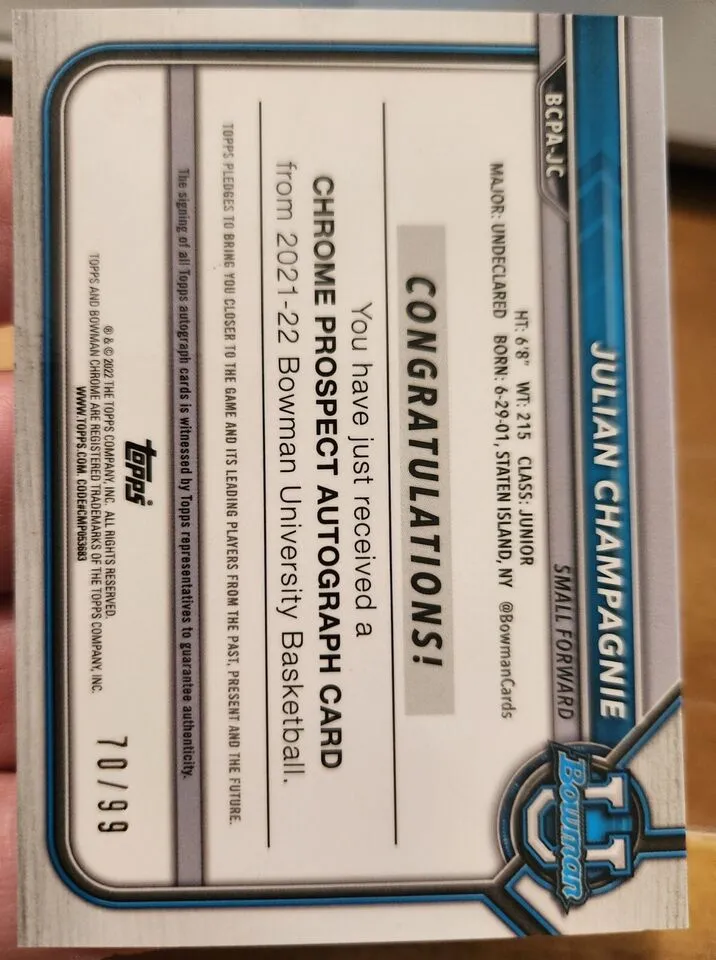 JULIAN CHAMPAGNIE
BCPA-JC
SMALL FORWARD
U
Bowman
HT: 6'8" WT: 215 CLASS: JUNIOR
MAJOR: UNDECLARED BORN: 6-29-01, STATEN ISLAND, NY @BowmanCards
CONGRATULATIONS!
You have just received a
CHROME PROSPECT AUTOGRAPH CARD
from 2021-22 Bowman University Basketball.
TOPPS PLEDGES TO BRING YOU CLOSER TO THE GAME AND ITS LEADING PLAYERS FROM THE PAST, PRESENT AND THE FUTURE.
The signing of all Topps autograph cards is witnessed by Topps representatives to guarantee authenticity.
topps®
® & © 2022 THE TOPPS COMPANY, INC. ALL RIGHTS RESERVED.
TOPPS AND BOWMAN CHROME ARE REGISTERED TRADEMARKS OF THE TOPPS COMPANY, INC.
WWW.TOPPS.COM CODE#CMP053683
70/99